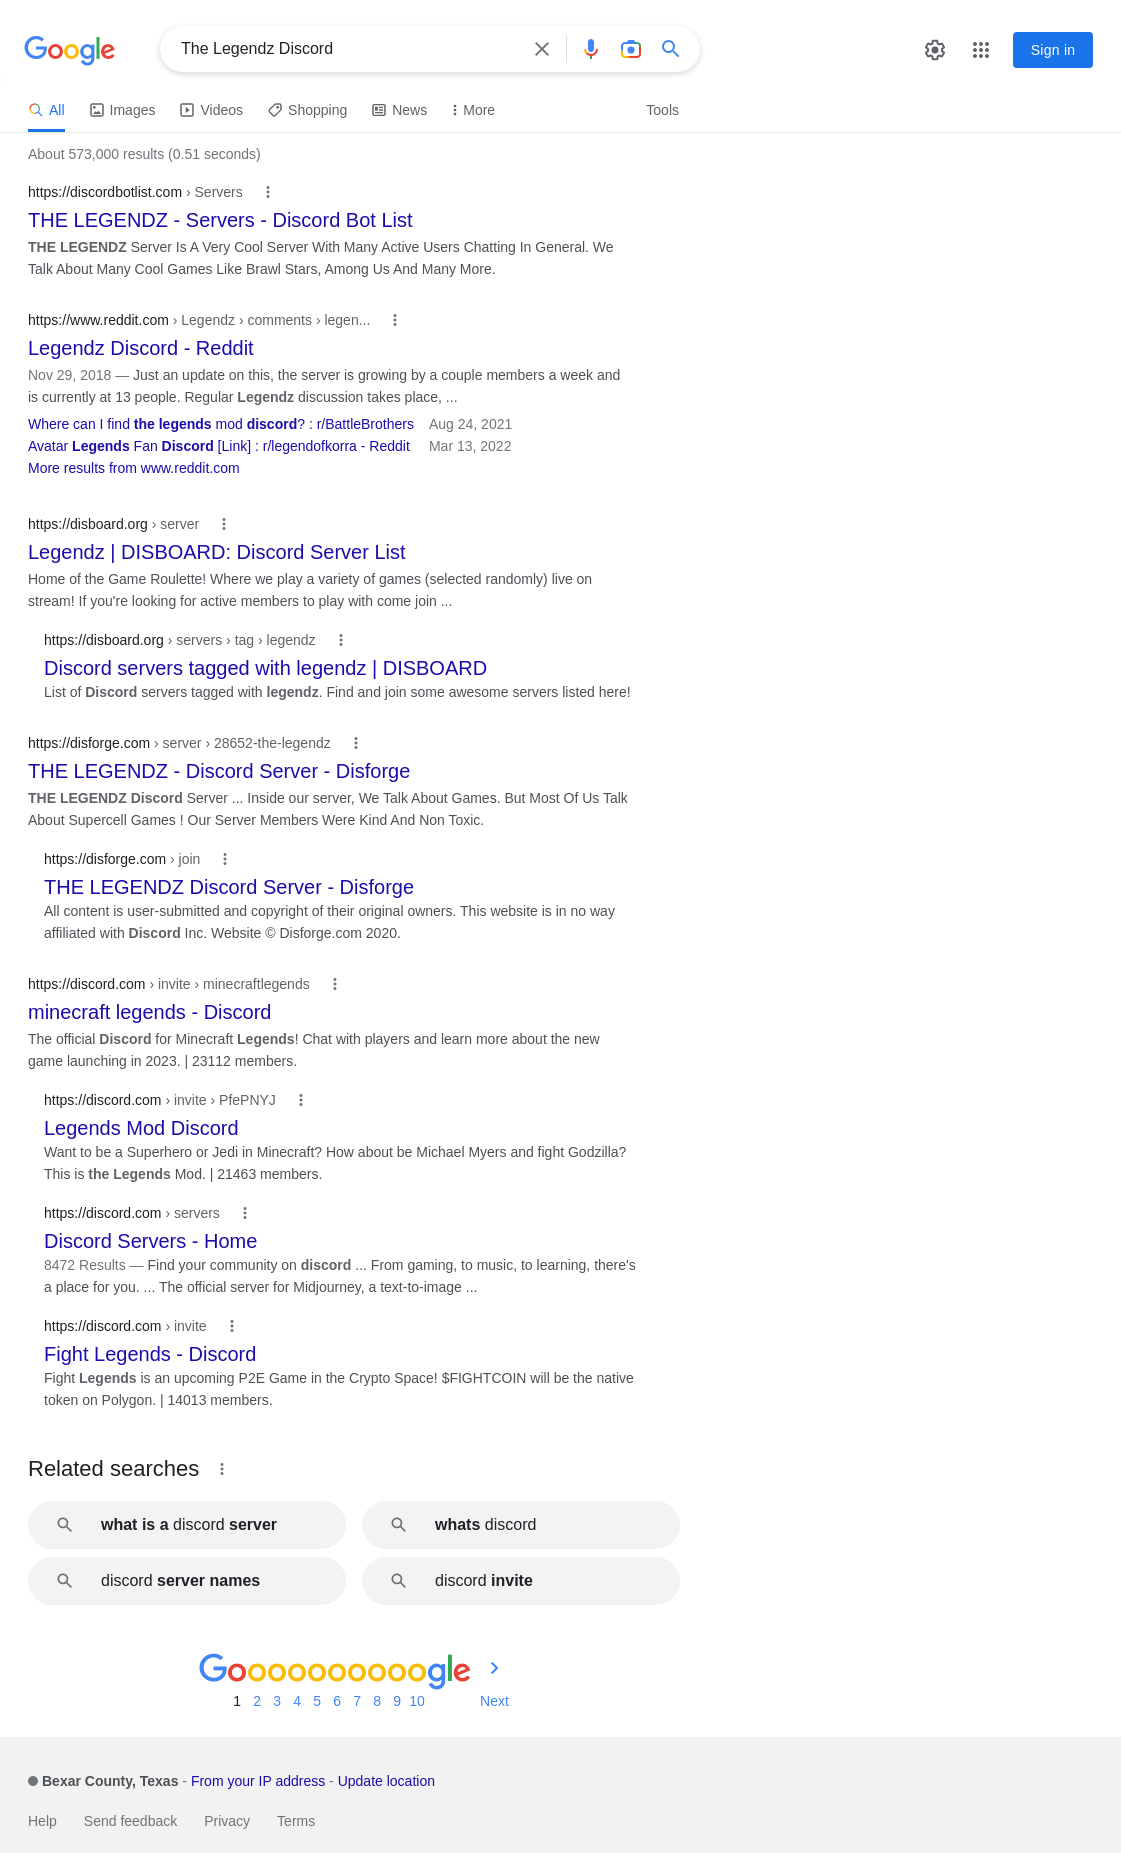 Google
The Legendz Discord
Sign in
All Images Videos Shopping News More Tools
About 573,000 results (0.51 seconds)
https://discordbotlist.com › Servers
THE LEGENDZ - Servers - Discord Bot List
THE LEGENDZ Server Is A Very Cool Server With Many Active Users Chatting In General. We
Talk About Many Cool Games Like Brawl Stars, Among Us And Many More.
https://www.reddit.com › Legendz › comments › legen...
Legendz Discord - Reddit
Nov 29, 2018 — Just an update on this, the server is growing by a couple members a week and
is currently at 13 people. Regular Legendz discussion takes place, ...
Where can I find the legends mod discord? : r/BattleBrothers Aug 24, 2021
Avatar Legends Fan Discord [Link] : r/legendofkorra - Reddit Mar 13, 2022
More results from www.reddit.com
https://disboard.org › server
Legendz | DISBOARD: Discord Server List
Home of the Game Roulette! Where we play a variety of games (selected randomly) live on
stream! If you're looking for active members to play with come join ...
https://disboard.org › servers › tag › legendz
Discord servers tagged with legendz | DISBOARD
List of Discord servers tagged with legendz. Find and join some awesome servers listed here!
https://disforge.com › server › 28652-the-legendz
THE LEGENDZ - Discord Server - Disforge
THE LEGENDZ Discord Server ... Inside our server, We Talk About Games. But Most Of Us Talk
About Supercell Games ! Our Server Members Were Kind And Non Toxic.
https://disforge.com › join
THE LEGENDZ Discord Server - Disforge
All content is user-submitted and copyright of their original owners. This website is in no way
affiliated with Discord Inc. Website © Disforge.com 2020.
https://discord.com › invite › minecraftlegends
minecraft legends - Discord
The official Discord for Minecraft Legends! Chat with players and learn more about the new
game launching in 2023. | 23112 members.
https://discord.com › invite › PfePNYJ
Legends Mod Discord
Want to be a Superhero or Jedi in Minecraft? How about be Michael Myers and fight Godzilla?
This is the Legends Mod. | 21463 members.
https://discord.com › servers
Discord Servers - Home
8472 Results — Find your community on discord ... From gaming, to music, to learning, there's
a place for you. ... The official server for Midjourney, a text-to-image ...
https://discord.com › invite
Fight Legends - Discord
Fight Legends is an upcoming P2E Game in the Crypto Space! $FIGHTCOIN will be the native
token on Polygon. | 14013 members.
Related searches
what is a discord server
whats discord
discord server names
discord invite
Goooooooooogle
1 2 3 4 5 6 7 8 9 10 Next
Bexar County, Texas - From your IP address - Update location
Help Send feedback Privacy Terms